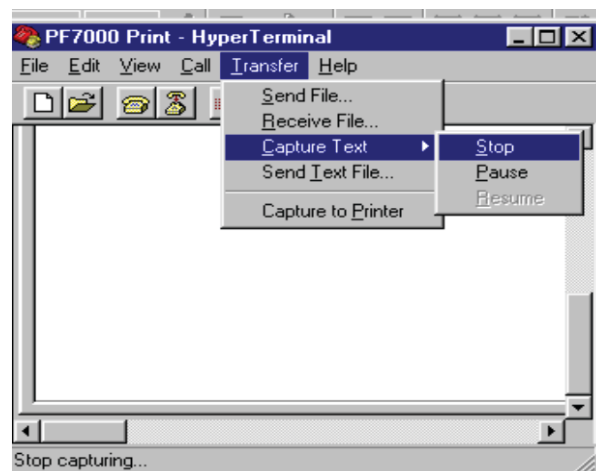 PF7000 Print - HyperTerminal
File Edit View Call Transfer Help
Send File...
Receive File...
Capture Text
Stop
Send Text File...
Pause
Resume
Capture to Printer
Stop capturing...